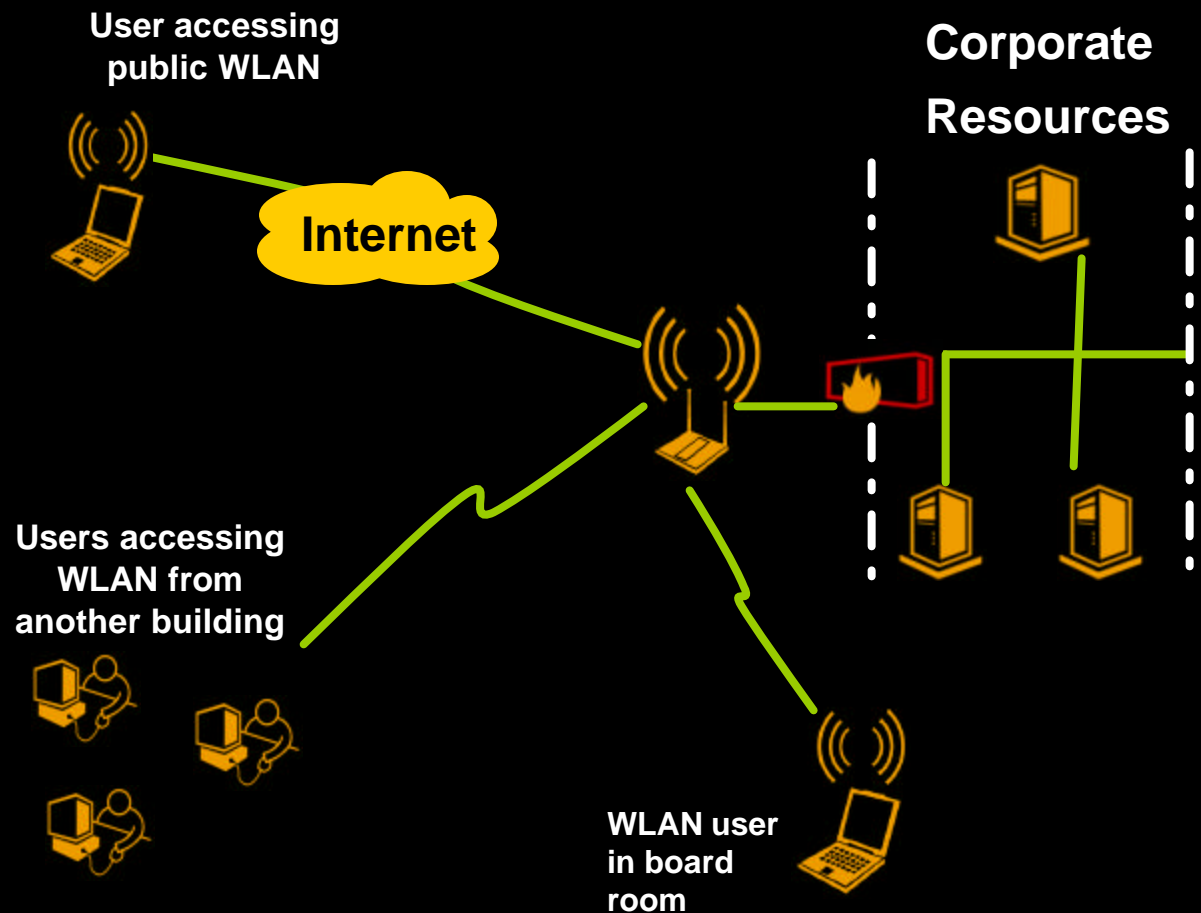 User accessing
public WLAN
Corporate
Resources
Internet
Users accessing
WLAN from
another building
WLAN user
in board
room